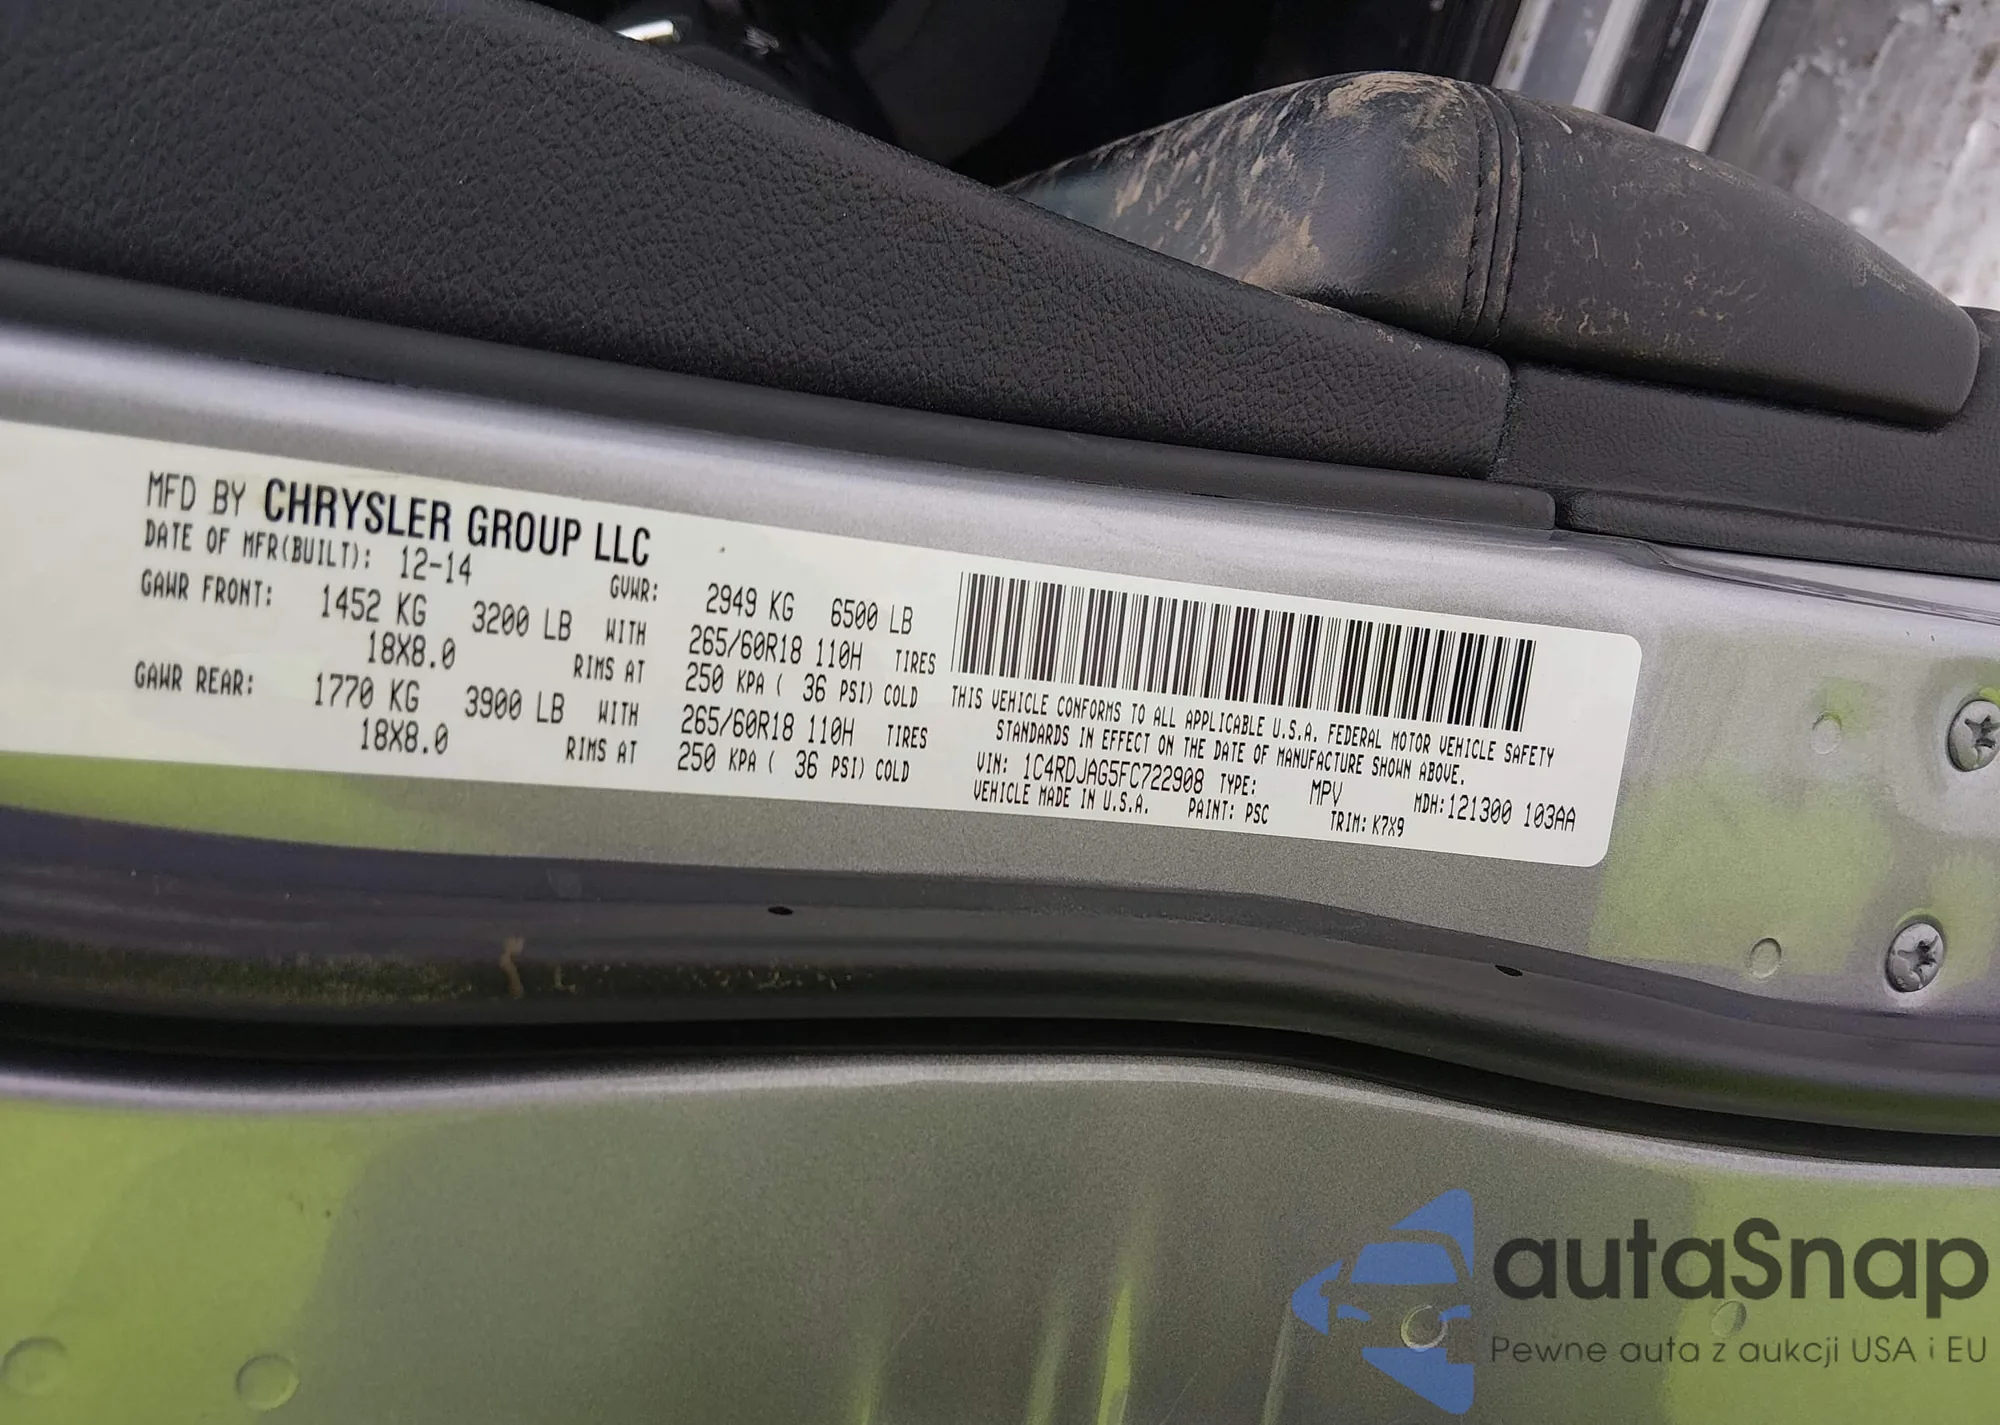 MFD BY CHRYSLER GROUP LLC
DATE OF MFR(BUILT): 12-14 GVWR: 2949 KG 6500 LB
GAWR FRONT: 1452 KG 3200 LB WITH 265/60R18 110H TIRES
18X8.0 RIMS AT 250 KPA ( 36 PSI) COLD
GAWR REAR: 1770 KG 3900 LB WITH 265/60R18 110H TIRES
18X8.0 RIMS AT 250 KPA ( 36 PSI) COLD
THIS VEHICLE CONFORMS TO ALL APPLICABLE U.S.A. FEDERAL MOTOR VEHICLE SAFETY
STANDARDS IN EFFECT ON THE DATE OF MANUFACTURE SHOWN ABOVE.
VIN: 1C4RDJAG5FC722908 TYPE: MPV MDH:121300 103AA
VEHICLE MADE IN U.S.A. PAINT: PSC TRIM: K7X9
autaSnap
Pewne auta z aukcji USA i EU